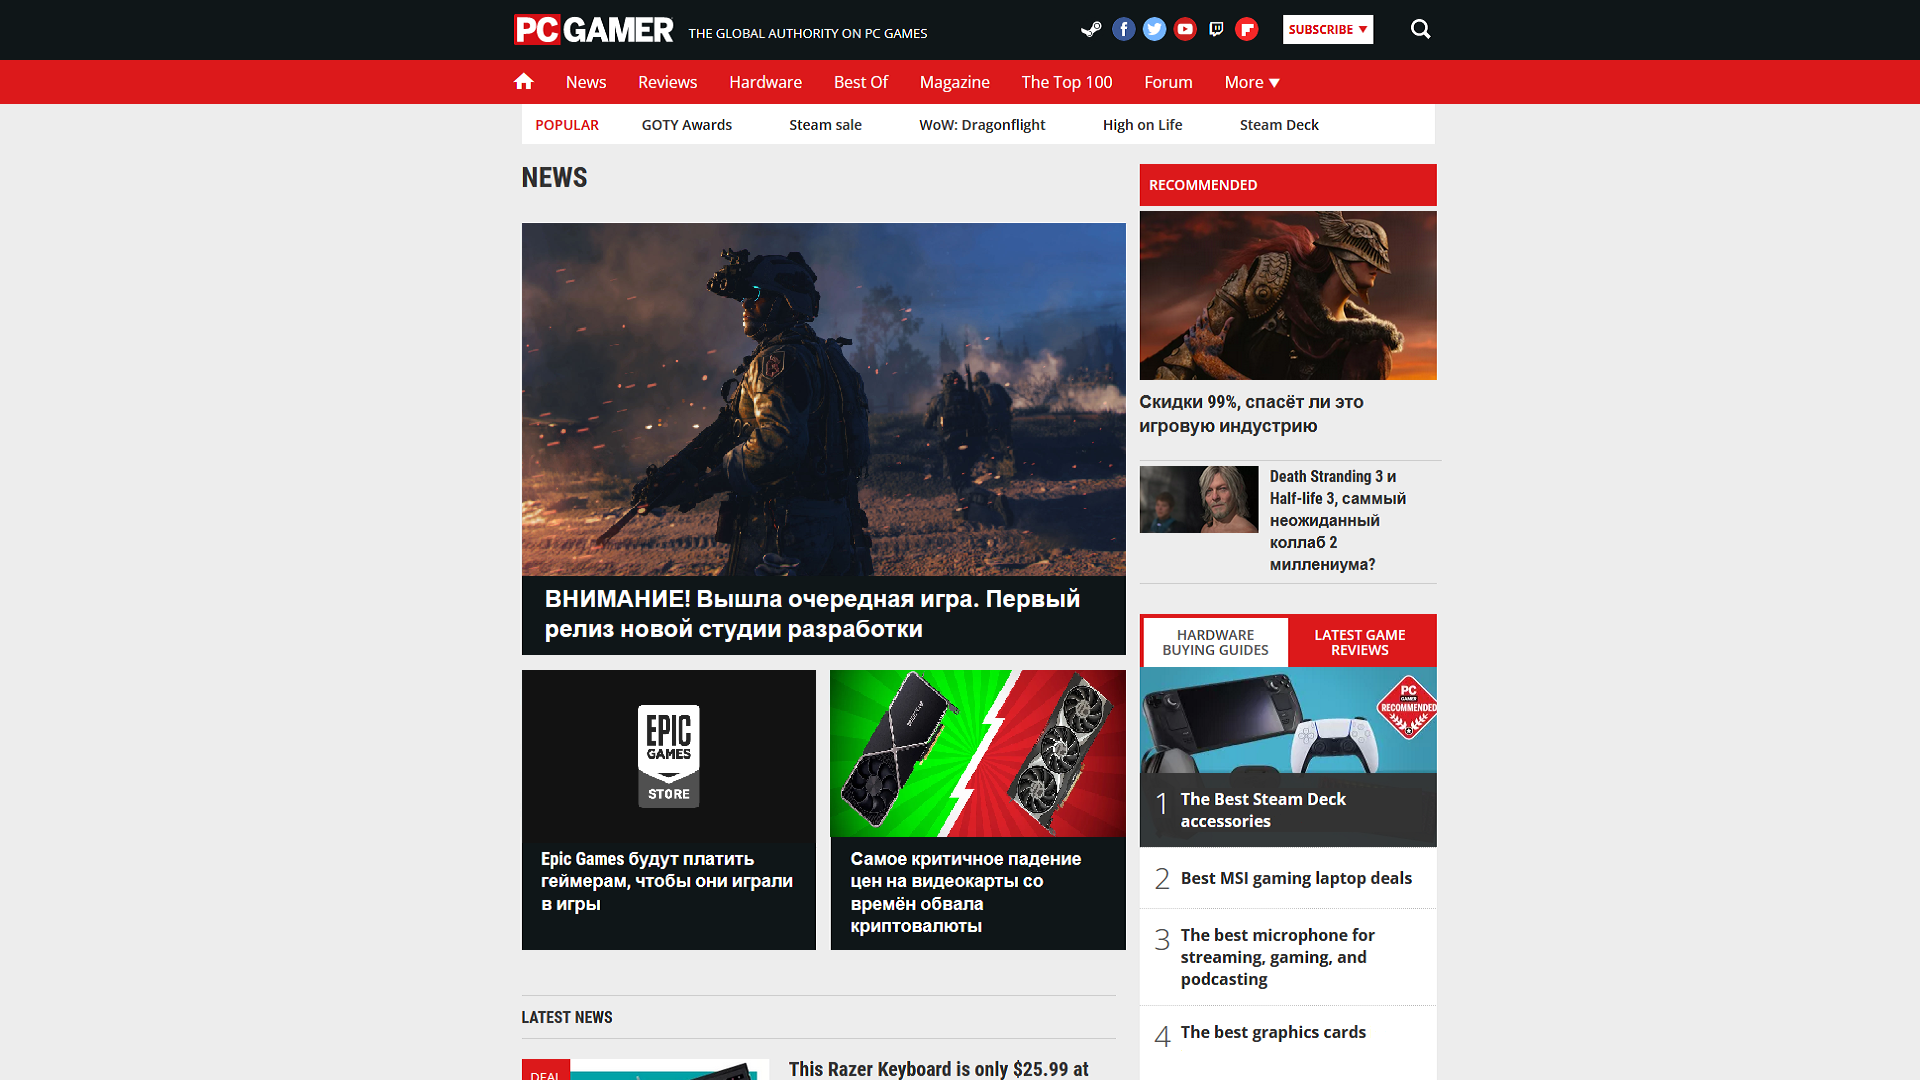 PC GAMER THE GLOBAL AUTHORITY ON PC GAMES
SUBSCRIBE
News Reviews Hardware Best Of Magazine The Top 100 Forum More
POPULAR GOTY Awards Steam sale WoW: Dragonflight High on Life Steam Deck
NEWS
ВНИМАНИЕ! Вышла очередная игра. Первый
релиз новой студии разработки
EPIC
GAMES
STORE
Epic Games будут платить
геймерам, чтобы они играли
в игры
Самое критичное падение
цен на видеокарты со
времён обвала
криптовалюты
LATEST NEWS
DEAL
This Razer Keyboard is only $25.99 at
RECOMMENDED
Скидки 99%, спасёт ли это
игровую индустрию
Death Stranding 3 и
Half-life 3, саммый
неожиданный
коллаб 2
миллениума?
HARDWARE
BUYING GUIDES
LATEST GAME
REVIEWS
PC
GAMER
RECOMMENDED
1 The Best Steam Deck
accessories
2 Best MSI gaming laptop deals
3 The best microphone for
streaming, gaming, and
podcasting
4 The best graphics cards